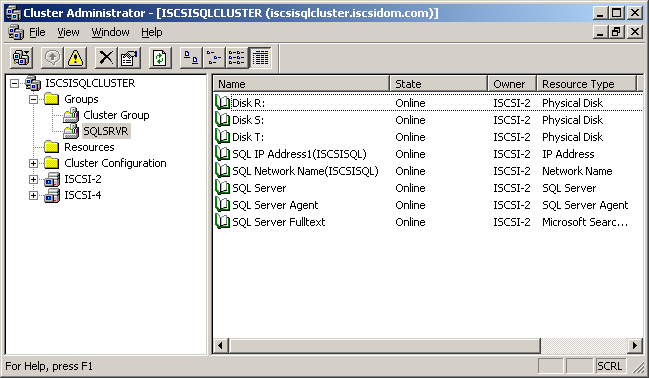 Cluster Administrator - [ISCSISQLCLUSTER (iscsisqlcluster.iscsidom.com)]
File View Window Help
ISCSISQLCLUSTER
Groups
Cluster Group
SQLSRVR
Resources
Cluster Configuration
ISCSI-2
ISCSI-4
Name State Owner Resource Type
Disk R: Online ISCSI-2 Physical Disk
Disk S: Online ISCSI-2 Physical Disk
Disk T: Online ISCSI-2 Physical Disk
SQL IP Address1(ISCSISQL) Online ISCSI-2 IP Address
SQL Network Name(ISCSISQL) Online ISCSI-2 Network Name
SQL Server Online ISCSI-2 SQL Server
SQL Server Agent Online ISCSI-2 SQL Server Agent
SQL Server Fulltext Online ISCSI-2 Microsoft Searc...
For Help, press F1
SCRL